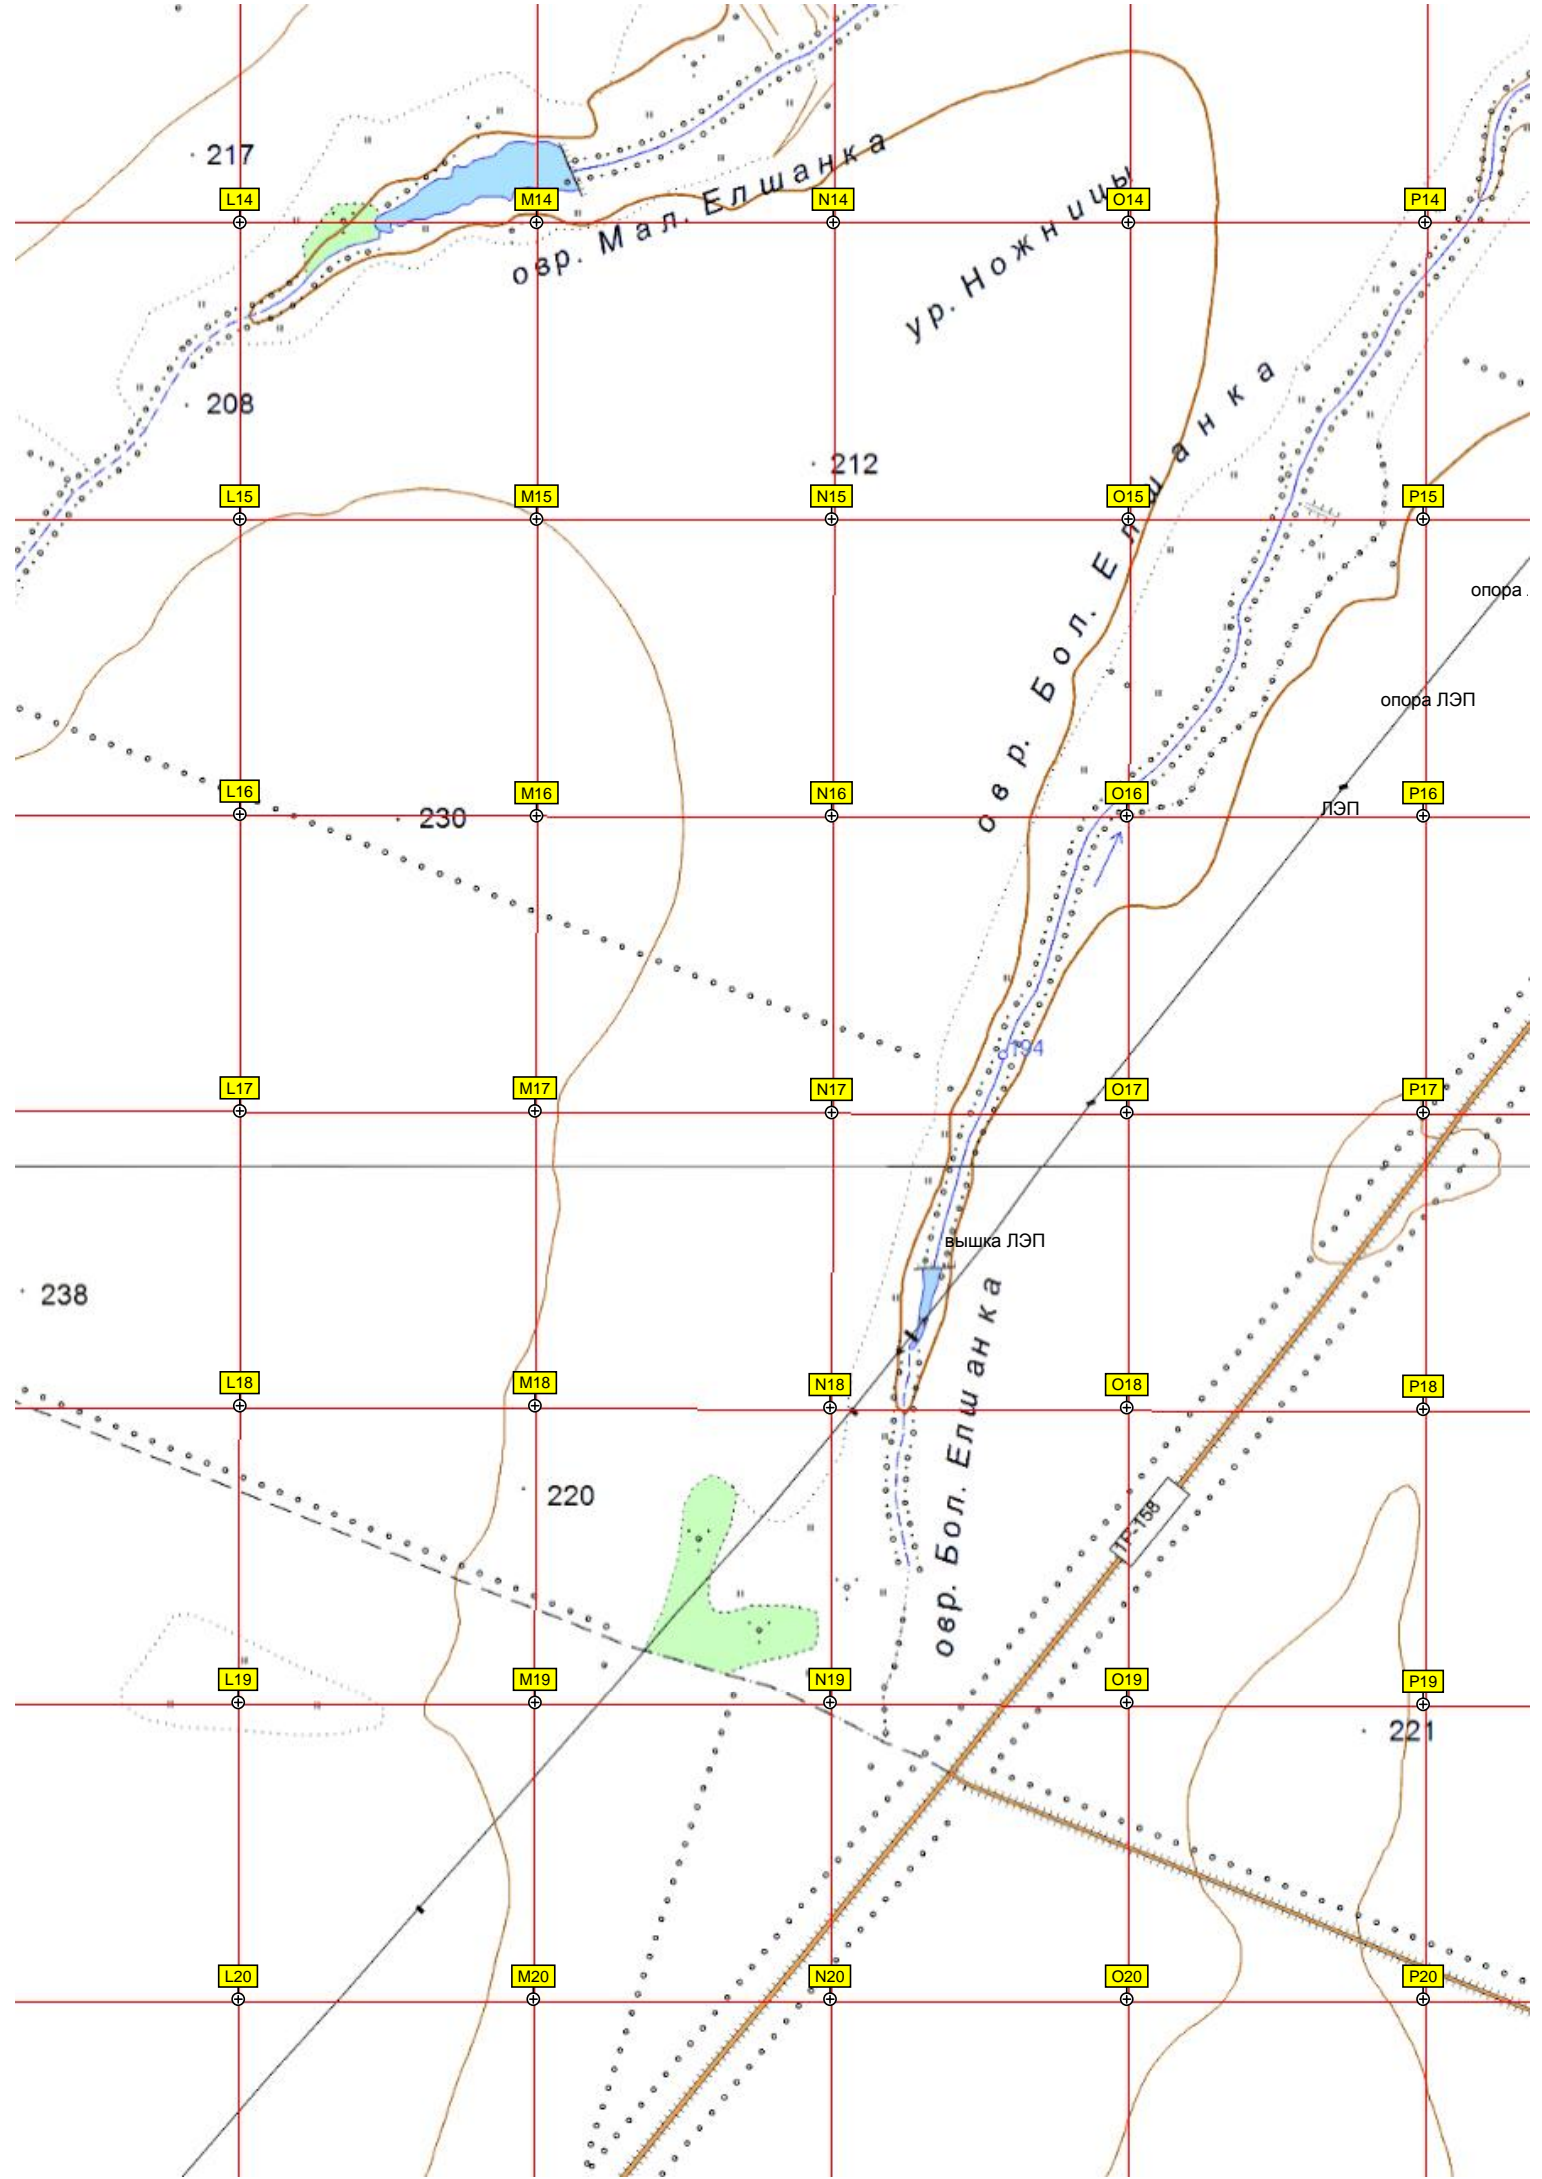 217
L14
M14
N14
O14
P14
овр. Мал. Елшанка
ур. Ножницы
208
212
L15
M15
N15
O15
P15
овр. Бол. Елшанка
опора
опора ЛЭП
L16
M16
N16
O16
P16
ЛЭП
230
194
L17
M17
N17
O17
P17
вышка ЛЭП
238
овр. Бол. Елшанка
L18
M18
N18
O18
P18
220
1Р-158
L19
M19
N19
O19
P19
221
L20
M20
N20
O20
P20